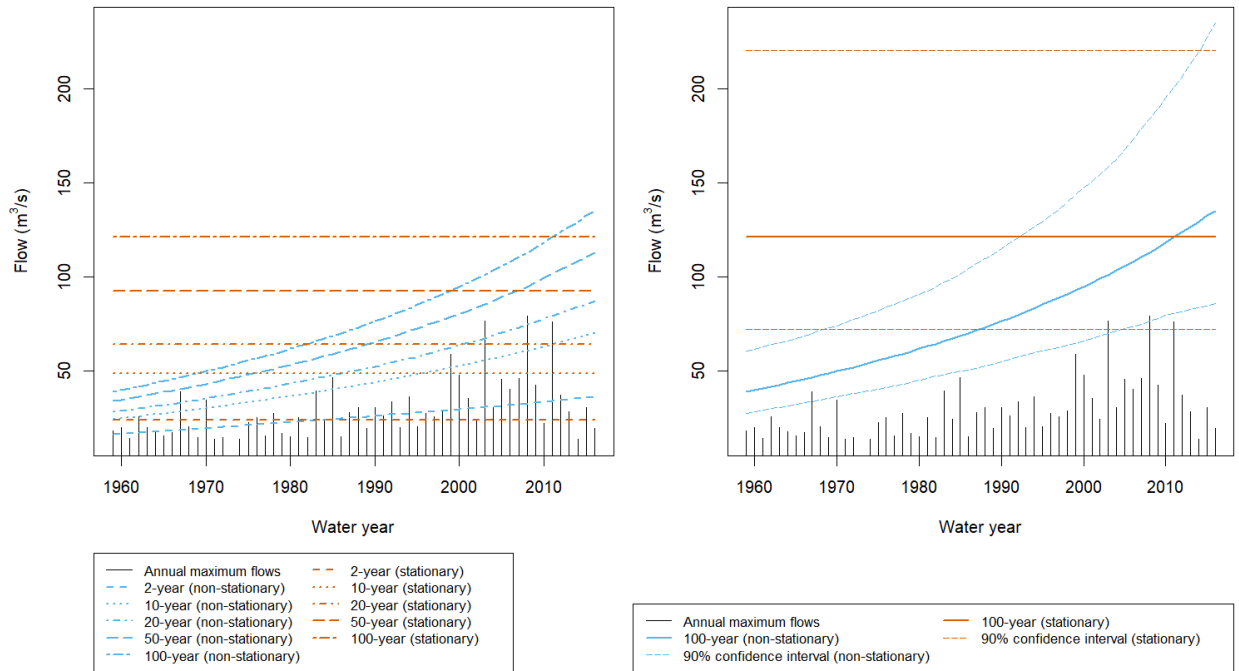 200
150
100
50
Flow (m³/s)
1960 1970 1980 1990 2000 2010
Water year
Annual maximum flows
2-year (non-stationary)
10-year (non-stationary)
20-year (non-stationary)
50-year (non-stationary)
100-year (non-stationary)
2-year (stationary)
10-year (stationary)
20-year (stationary)
50-year (stationary)
100-year (stationary)
200
150
100
50
Flow (m³/s)
1960 1970 1980 1990 2000 2010
Water year
Annual maximum flows
100-year (non-stationary)
90% confidence interval (non-stationary)
100-year (stationary)
90% confidence interval (stationary)